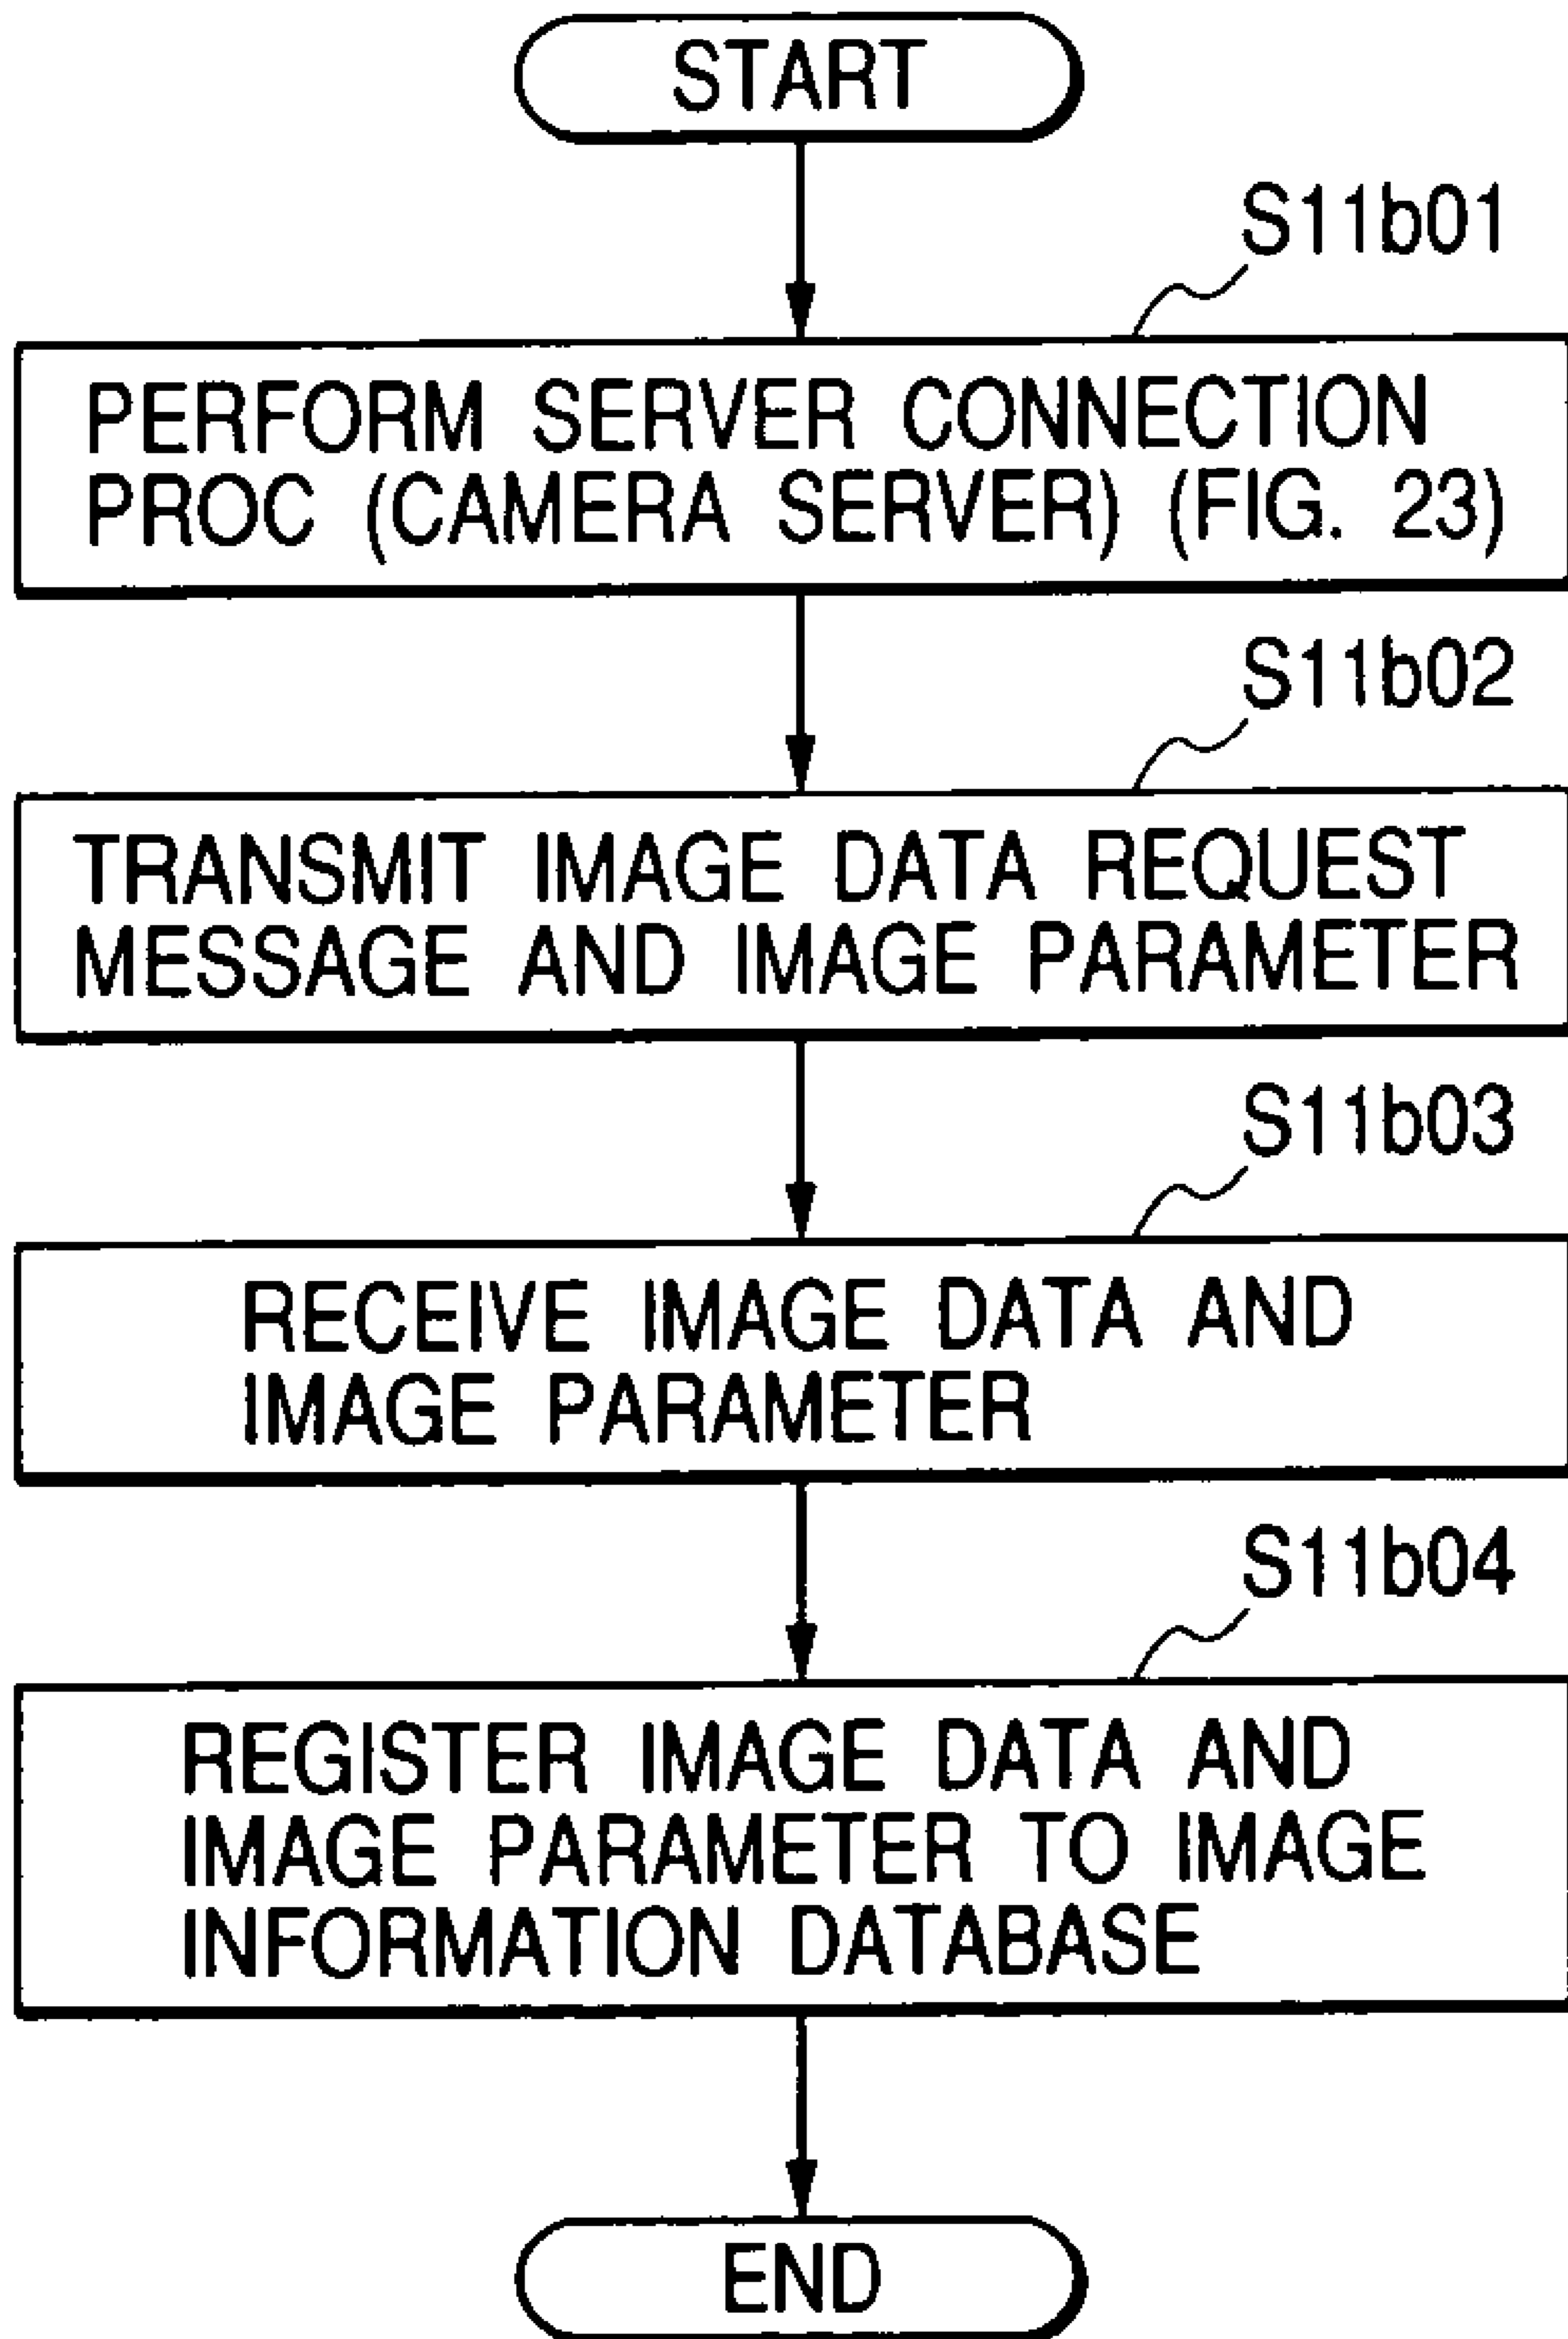 START
S11b01
PERFORM SERVER CONNECTION
PROC (CAMERA SERVER) (FIG. 23)
S11b02
TRANSMIT IMAGE DATA REQUEST
MESSAGE AND IMAGE PARAMETER
S11b03
RECEIVE IMAGE DATA AND
IMAGE PARAMETER
S11b04
REGISTER IMAGE DATA AND
IMAGE PARAMETER TO IMAGE
INFORMATION DATABASE
END